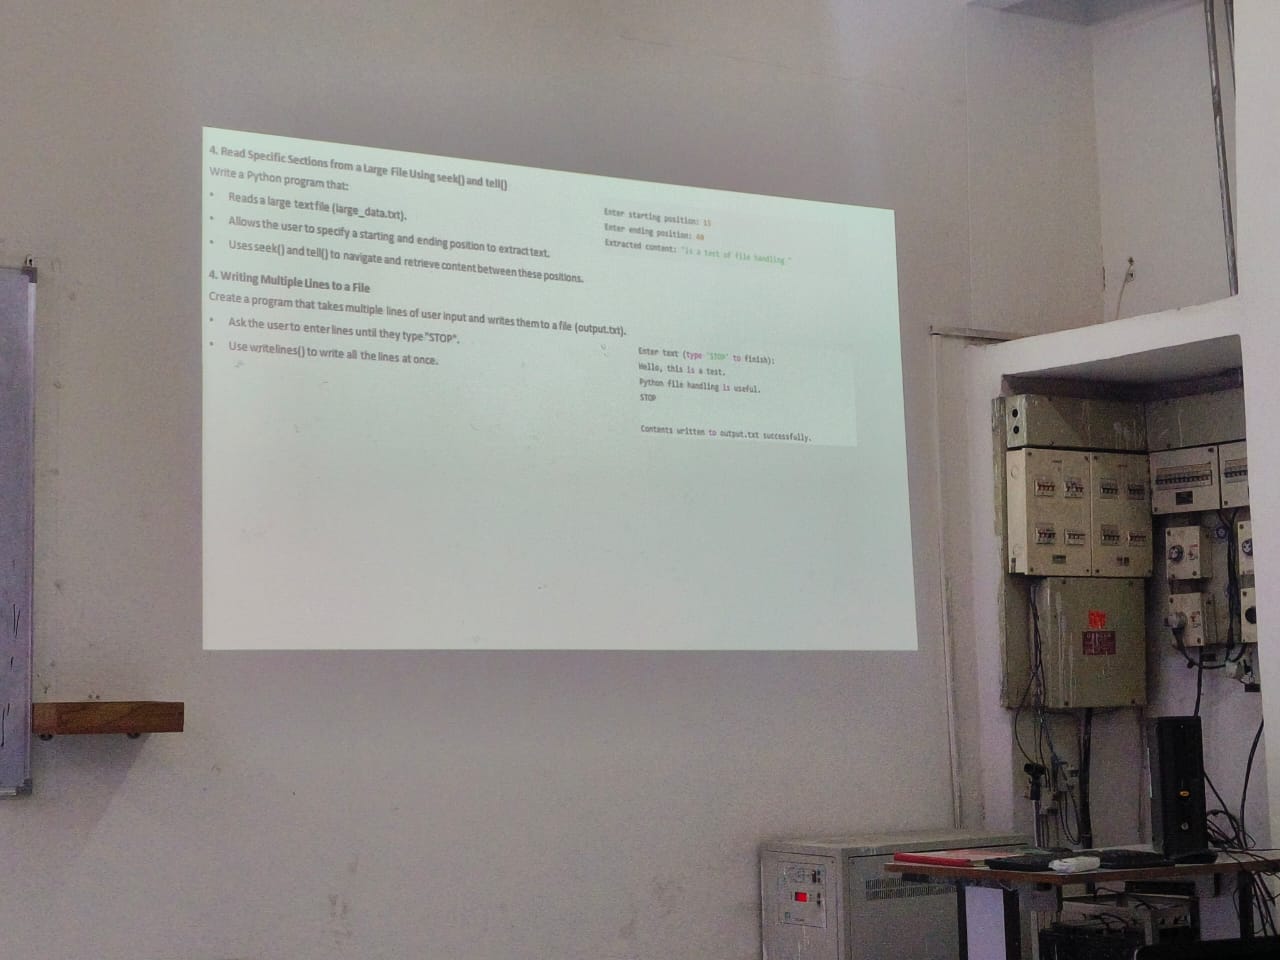 4. Read Specific Sections from a Large File Using seek() and tell()
Write a Python program that:
• Reads a large text file (large_data.txt).
• Allows the user to specify a starting and ending position to extract text.
• Uses seek() and tell() to navigate and retrieve content between these positions.
Enter starting position: 15
Enter ending position: 40
Extracted content: "is a test of file handling "
4. Writing Multiple Lines to a File
Create a program that takes multiple lines of user input and writes them to a file (output.txt).
• Ask the user to enter lines until they type "STOP".
• Use writelines() to write all the lines at once.
Enter text (type 'STOP' to finish):
Hello, this is a test.
Python file handling is useful.
STOP
Contents written to output.txt successfully.